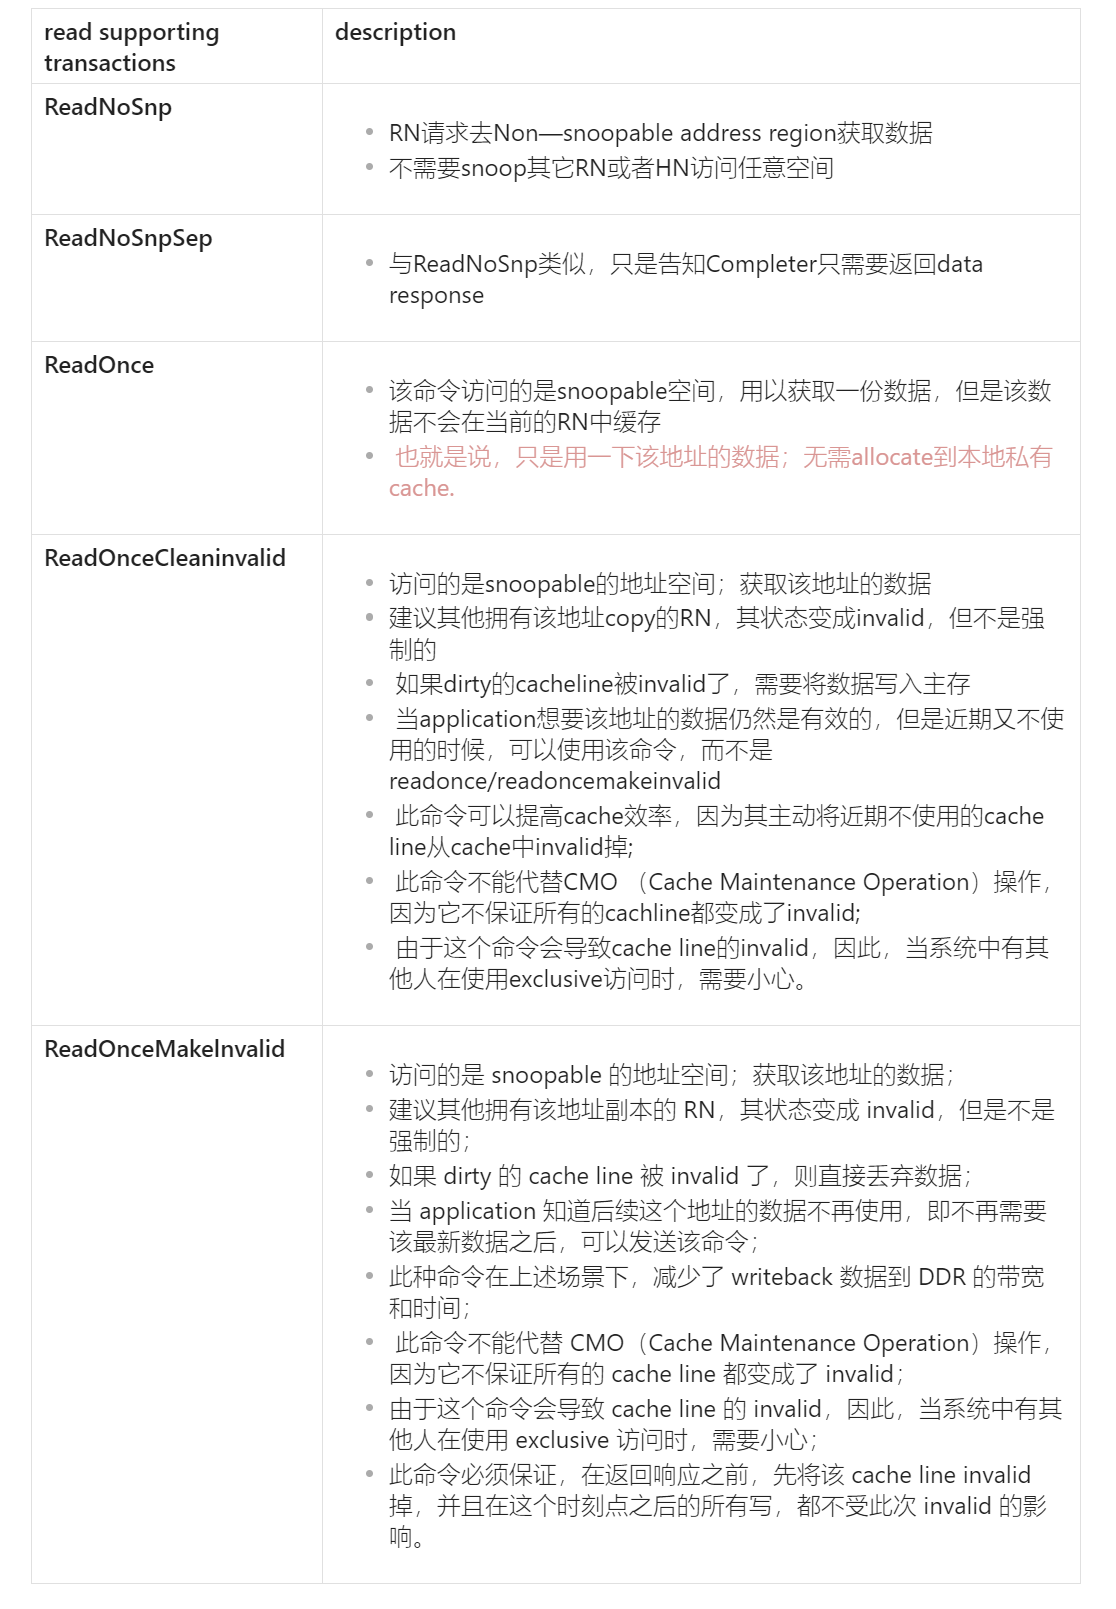 read supporting
transactions
description
ReadNoSnp
RN请求去Non—snoopable address region获取数据
不需要snoop其它RN或者HN访问任意空间
ReadNoSnpSep
与ReadNoSnp类似，只是告知Completer只需要返回data
response
ReadOnce
该命令访问的是snoopable空间，用以获取一份数据，但是该数
据不会在当前的RN中缓存
也就是说，只是用一下该地址的数据；无需allocate到本地私有
cache.
ReadOnceCleaninvalid
访问的是snoopable的地址空间；获取该地址的数据
建议其他拥有该地址copy的RN，其状态变成invalid，但不是强
制的
如果dirty的cacheline被invalid了，需要将数据写入主存
当application想要该地址的数据仍然是有效的，但是近期又不使
用的时候，可以使用该命令，而不是
readonce/readoncemakeinvalid
此命令可以提高cache效率，因为其主动将近期不使用的cache
line从cache中invalid掉;
此命令不能代替CMO （Cache Maintenance Operation）操作，
因为它不保证所有的cachline都变成了invalid;
由于这个命令会导致cache line的invalid，因此，当系统中有其
他人在使用exclusive访问时，需要小心。
ReadOnceMakeInvalid
访问的是 snoopable 的地址空间；获取该地址的数据；
建议其他拥有该地址副本的 RN，其状态变成 invalid，但是不是
强制的；
如果 dirty 的 cache line 被 invalid 了，则直接丢弃数据；
当 application 知道后续这个地址的数据不再使用，即不再需要
该最新数据之后，可以发送该命令；
此种命令在上述场景下，减少了 writeback 数据到 DDR 的带宽
和时间；
此命令不能代替 CMO（Cache Maintenance Operation）操作，
因为它不保证所有的 cache line 都变成了 invalid；
由于这个命令会导致 cache line 的 invalid，因此，当系统中有其
他人在使用 exclusive 访问时，需要小心；
此命令必须保证，在返回响应之前，先将该 cache line invalid
掉，并且在这个时刻点之后的所有写，都不受此次 invalid 的影
响。